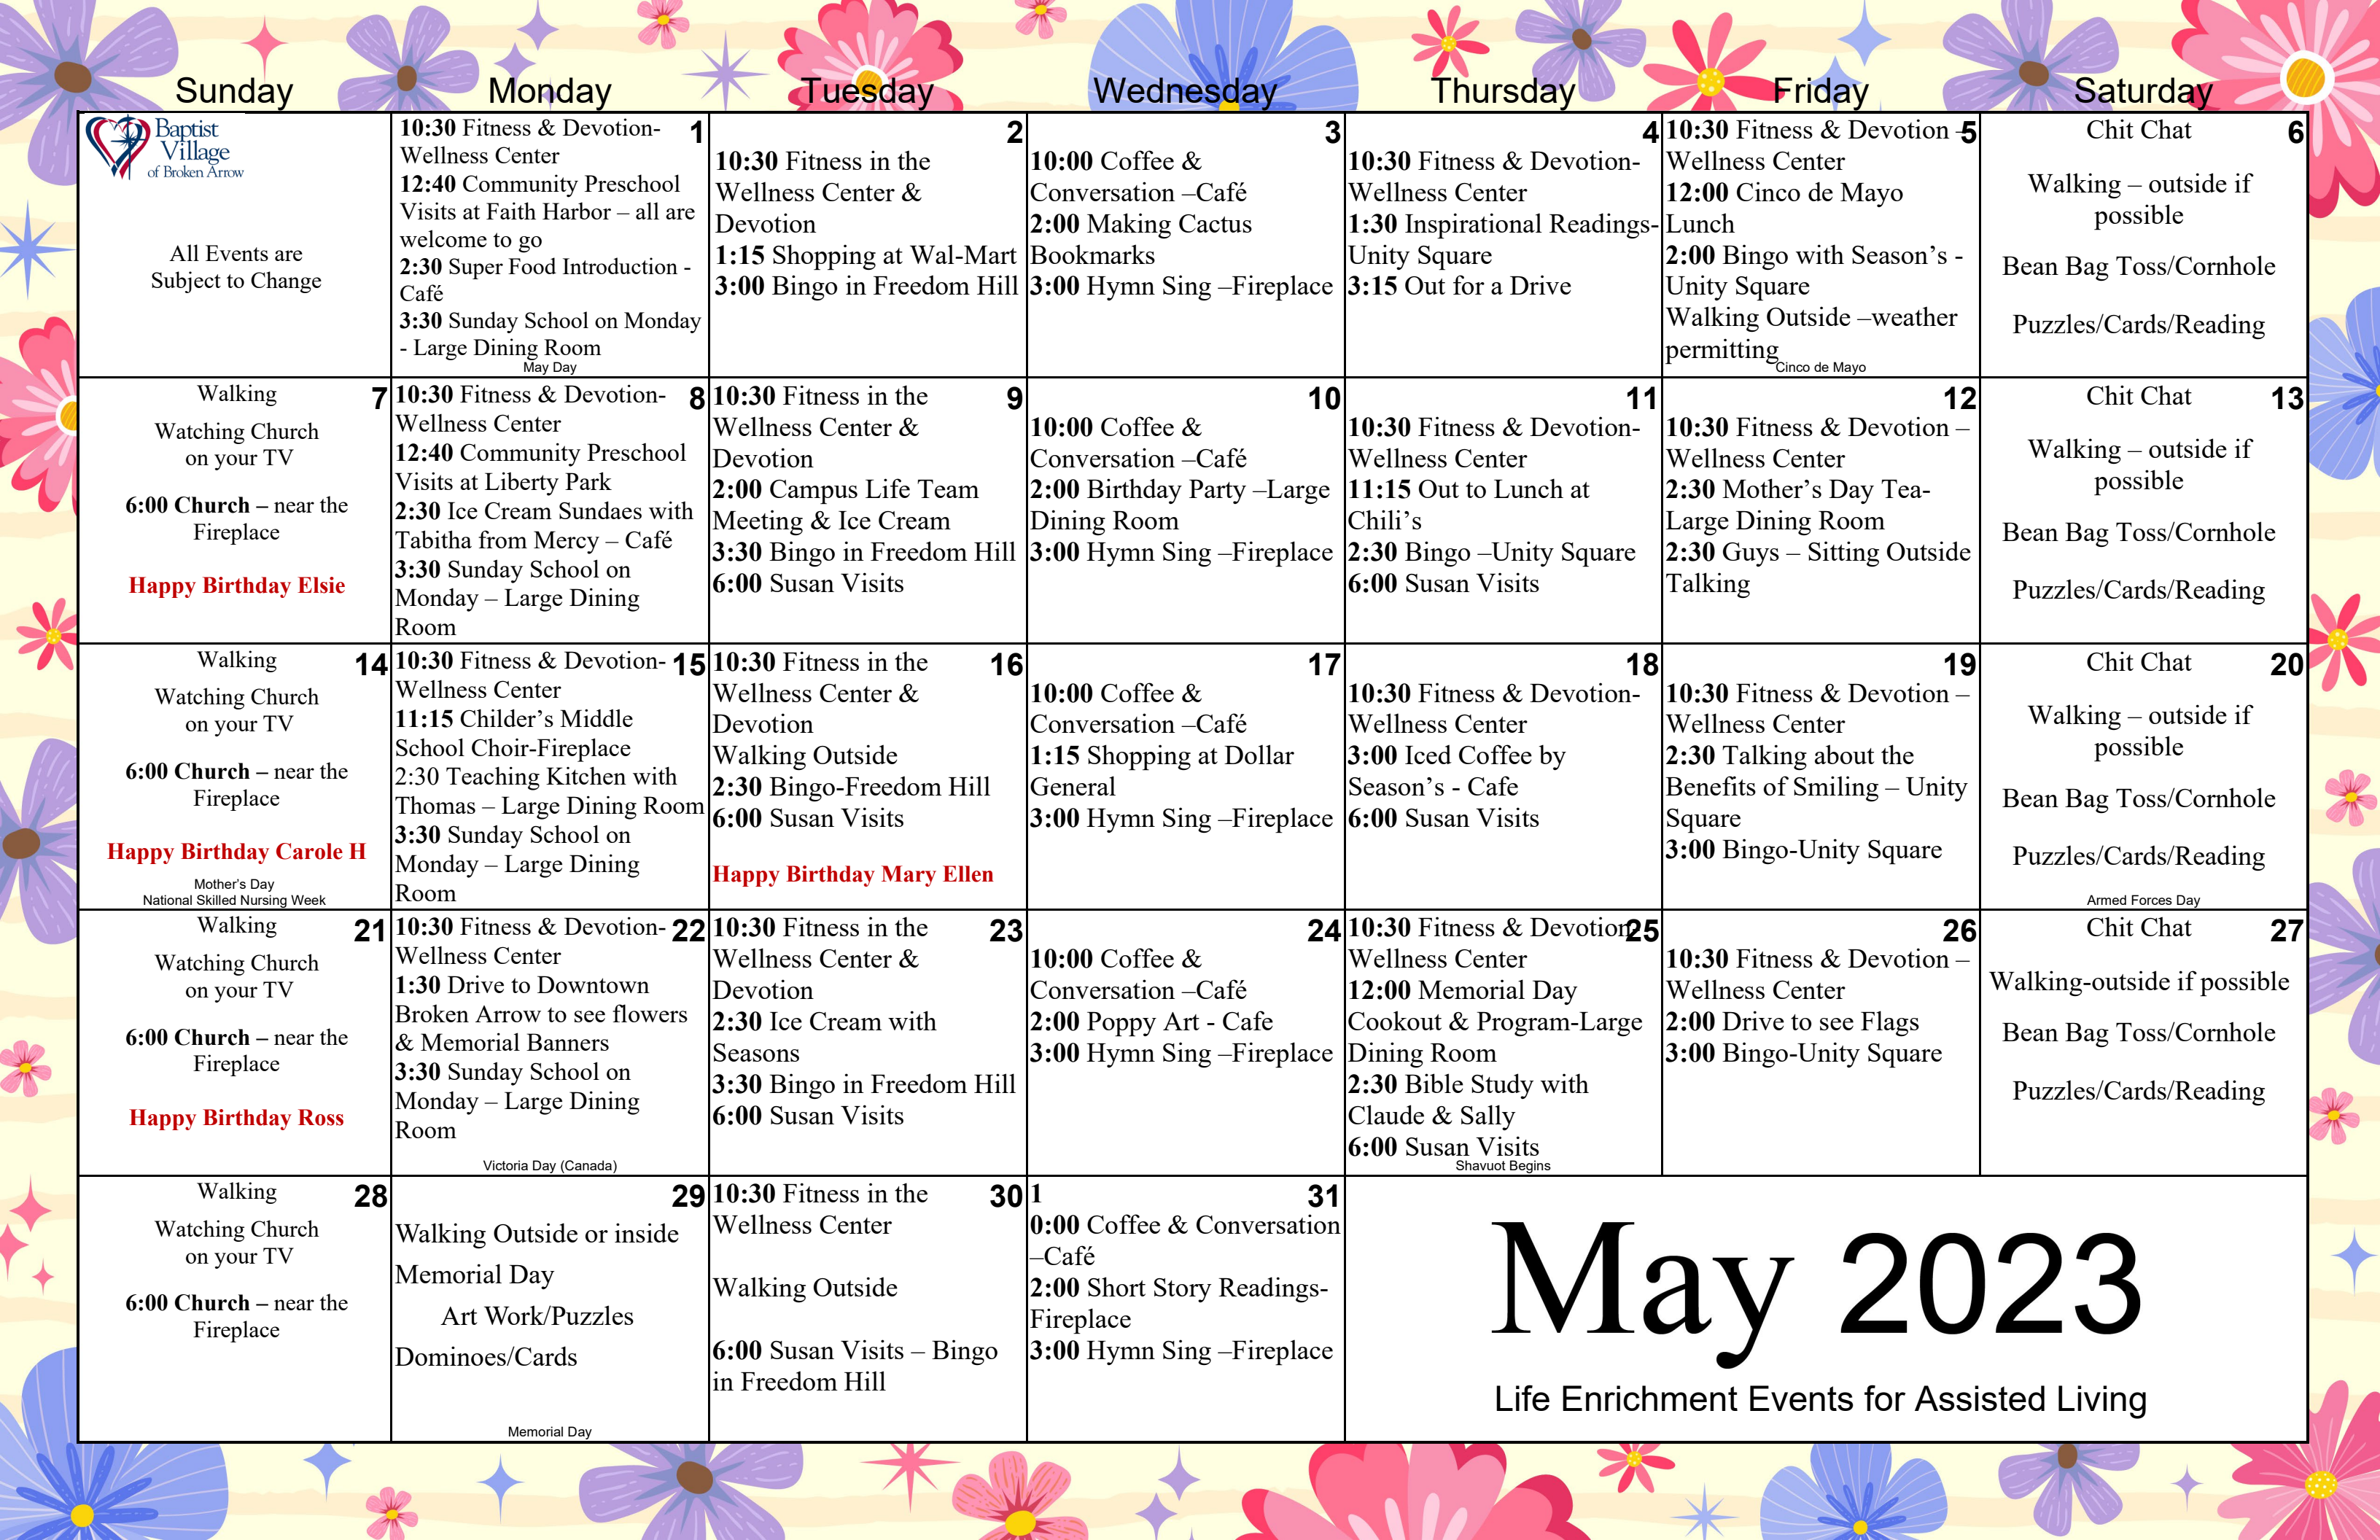 Sunday Monday Tuesday Wednesday Thursday Friday Saturday
Baptist
Village
of Broken Arrow
All Events are
Subject to Change
1
10:30 Fitness & Devotion-
Wellness Center
12:40 Community Preschool
Visits at Faith Harbor – all are
welcome to go
2:30 Super Food Introduction -
Café
3:30 Sunday School on Monday
- Large Dining Room
May Day
2
10:30 Fitness in the
Wellness Center &
Devotion
1:15 Shopping at Wal-Mart
3:00 Bingo in Freedom Hill
3
10:00 Coffee &
Conversation –Café
2:00 Making Cactus
Bookmarks
3:00 Hymn Sing –Fireplace
4
10:30 Fitness & Devotion-
Wellness Center
1:30 Inspirational Readings-
Unity Square
3:15 Out for a Drive
5
10:30 Fitness & Devotion –
Wellness Center
12:00 Cinco de Mayo
Lunch
2:00 Bingo with Season’s -
Unity Square
Walking Outside –weather
permitting
Cinco de Mayo
6
Chit Chat
Walking – outside if
possible
Bean Bag Toss/Cornhole
Puzzles/Cards/Reading
7
Walking
Watching Church
on your TV
6:00 Church – near the
Fireplace
Happy Birthday Elsie
8
10:30 Fitness & Devotion-
Wellness Center
12:40 Community Preschool
Visits at Liberty Park
2:30 Ice Cream Sundaes with
Tabitha from Mercy – Café
3:30 Sunday School on
Monday – Large Dining
Room
9
10:30 Fitness in the
Wellness Center &
Devotion
2:00 Campus Life Team
Meeting & Ice Cream
3:30 Bingo in Freedom Hill
6:00 Susan Visits
10
10:00 Coffee &
Conversation –Café
2:00 Birthday Party –Large
Dining Room
3:00 Hymn Sing –Fireplace
11
10:30 Fitness & Devotion-
Wellness Center
11:15 Out to Lunch at
Chili’s
2:30 Bingo –Unity Square
6:00 Susan Visits
12
10:30 Fitness & Devotion –
Wellness Center
2:30 Mother’s Day Tea-
Large Dining Room
2:30 Guys – Sitting Outside
Talking
13
Chit Chat
Walking – outside if
possible
Bean Bag Toss/Cornhole
Puzzles/Cards/Reading
14
Walking
Watching Church
on your TV
6:00 Church – near the
Fireplace
Happy Birthday Carole H
Mother’s Day
National Skilled Nursing Week
15
10:30 Fitness & Devotion-
Wellness Center
11:15 Childer’s Middle
School Choir-Fireplace
2:30 Teaching Kitchen with
Thomas – Large Dining Room
3:30 Sunday School on
Monday – Large Dining
Room
16
10:30 Fitness in the
Wellness Center &
Devotion
Walking Outside
2:30 Bingo-Freedom Hill
6:00 Susan Visits
Happy Birthday Mary Ellen
17
10:00 Coffee &
Conversation –Café
1:15 Shopping at Dollar
General
3:00 Hymn Sing –Fireplace
18
10:30 Fitness & Devotion-
Wellness Center
3:00 Iced Coffee by
Season’s - Cafe
6:00 Susan Visits
19
10:30 Fitness & Devotion –
Wellness Center
2:30 Talking about the
Benefits of Smiling – Unity
Square
3:00 Bingo-Unity Square
20
Chit Chat
Walking – outside if
possible
Bean Bag Toss/Cornhole
Puzzles/Cards/Reading
Armed Forces Day
21
Walking
Watching Church
on your TV
6:00 Church – near the
Fireplace
Happy Birthday Ross
22
10:30 Fitness & Devotion-
Wellness Center
1:30 Drive to Downtown
Broken Arrow to see flowers
& Memorial Banners
3:30 Sunday School on
Monday – Large Dining
Room
Victoria Day (Canada)
23
10:30 Fitness in the
Wellness Center &
Devotion
2:30 Ice Cream with
Seasons
3:30 Bingo in Freedom Hill
6:00 Susan Visits
24
10:00 Coffee &
Conversation –Café
2:00 Poppy Art - Cafe
3:00 Hymn Sing –Fireplace
25
10:30 Fitness & Devotion-
Wellness Center
12:00 Memorial Day
Cookout & Program-Large
Dining Room
2:30 Bible Study with
Claude & Sally
6:00 Susan Visits
Shavuot Begins
26
10:30 Fitness & Devotion –
Wellness Center
2:00 Drive to see Flags
3:00 Bingo-Unity Square
27
Chit Chat
Walking-outside if possible
Bean Bag Toss/Cornhole
Puzzles/Cards/Reading
28
Walking
Watching Church
on your TV
6:00 Church – near the
Fireplace
29
Walking Outside or inside
Memorial Day
Art Work/Puzzles
Dominoes/Cards
Memorial Day
30
10:30 Fitness in the
Wellness Center
Walking Outside
6:00 Susan Visits – Bingo
in Freedom Hill
31
1
0:00 Coffee & Conversation
–Café
2:00 Short Story Readings-
Fireplace
3:00 Hymn Sing –Fireplace
May 2023
Life Enrichment Events for Assisted Living